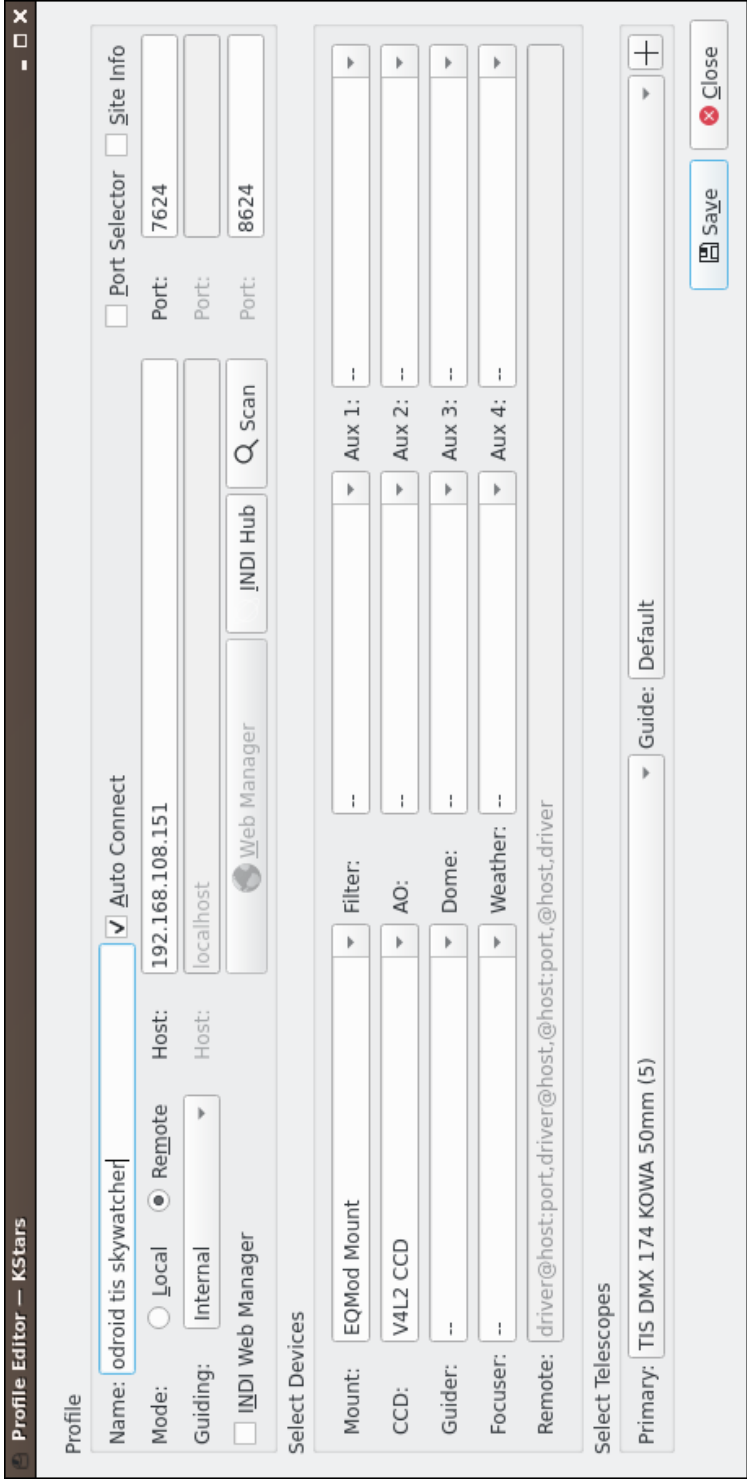 Profile Editor — KStars
Profile
Name: odroid tis skywatcher Auto Connect Port Selector Site Info
Mode: Local Remote Host: 192.168.108.151 Port: 7624
Guiding: Internal Host: localhost Port:
INDI Web Manager Web Manager INDI Hub Scan Port: 8624
Select Devices
Mount: EQMod Mount Filter: -- Aux 1: --
CCD: V4L2 CCD AO: -- Aux 2: --
Guider: -- Dome: -- Aux 3: --
Focuser: -- Weather: -- Aux 4: --
Remote: driver@host:port,driver@host,@host:port,@host,driver
Select Telescopes
Primary: TIS DMX 174 KOWA 50mm (5) Guide: Default
Save Close